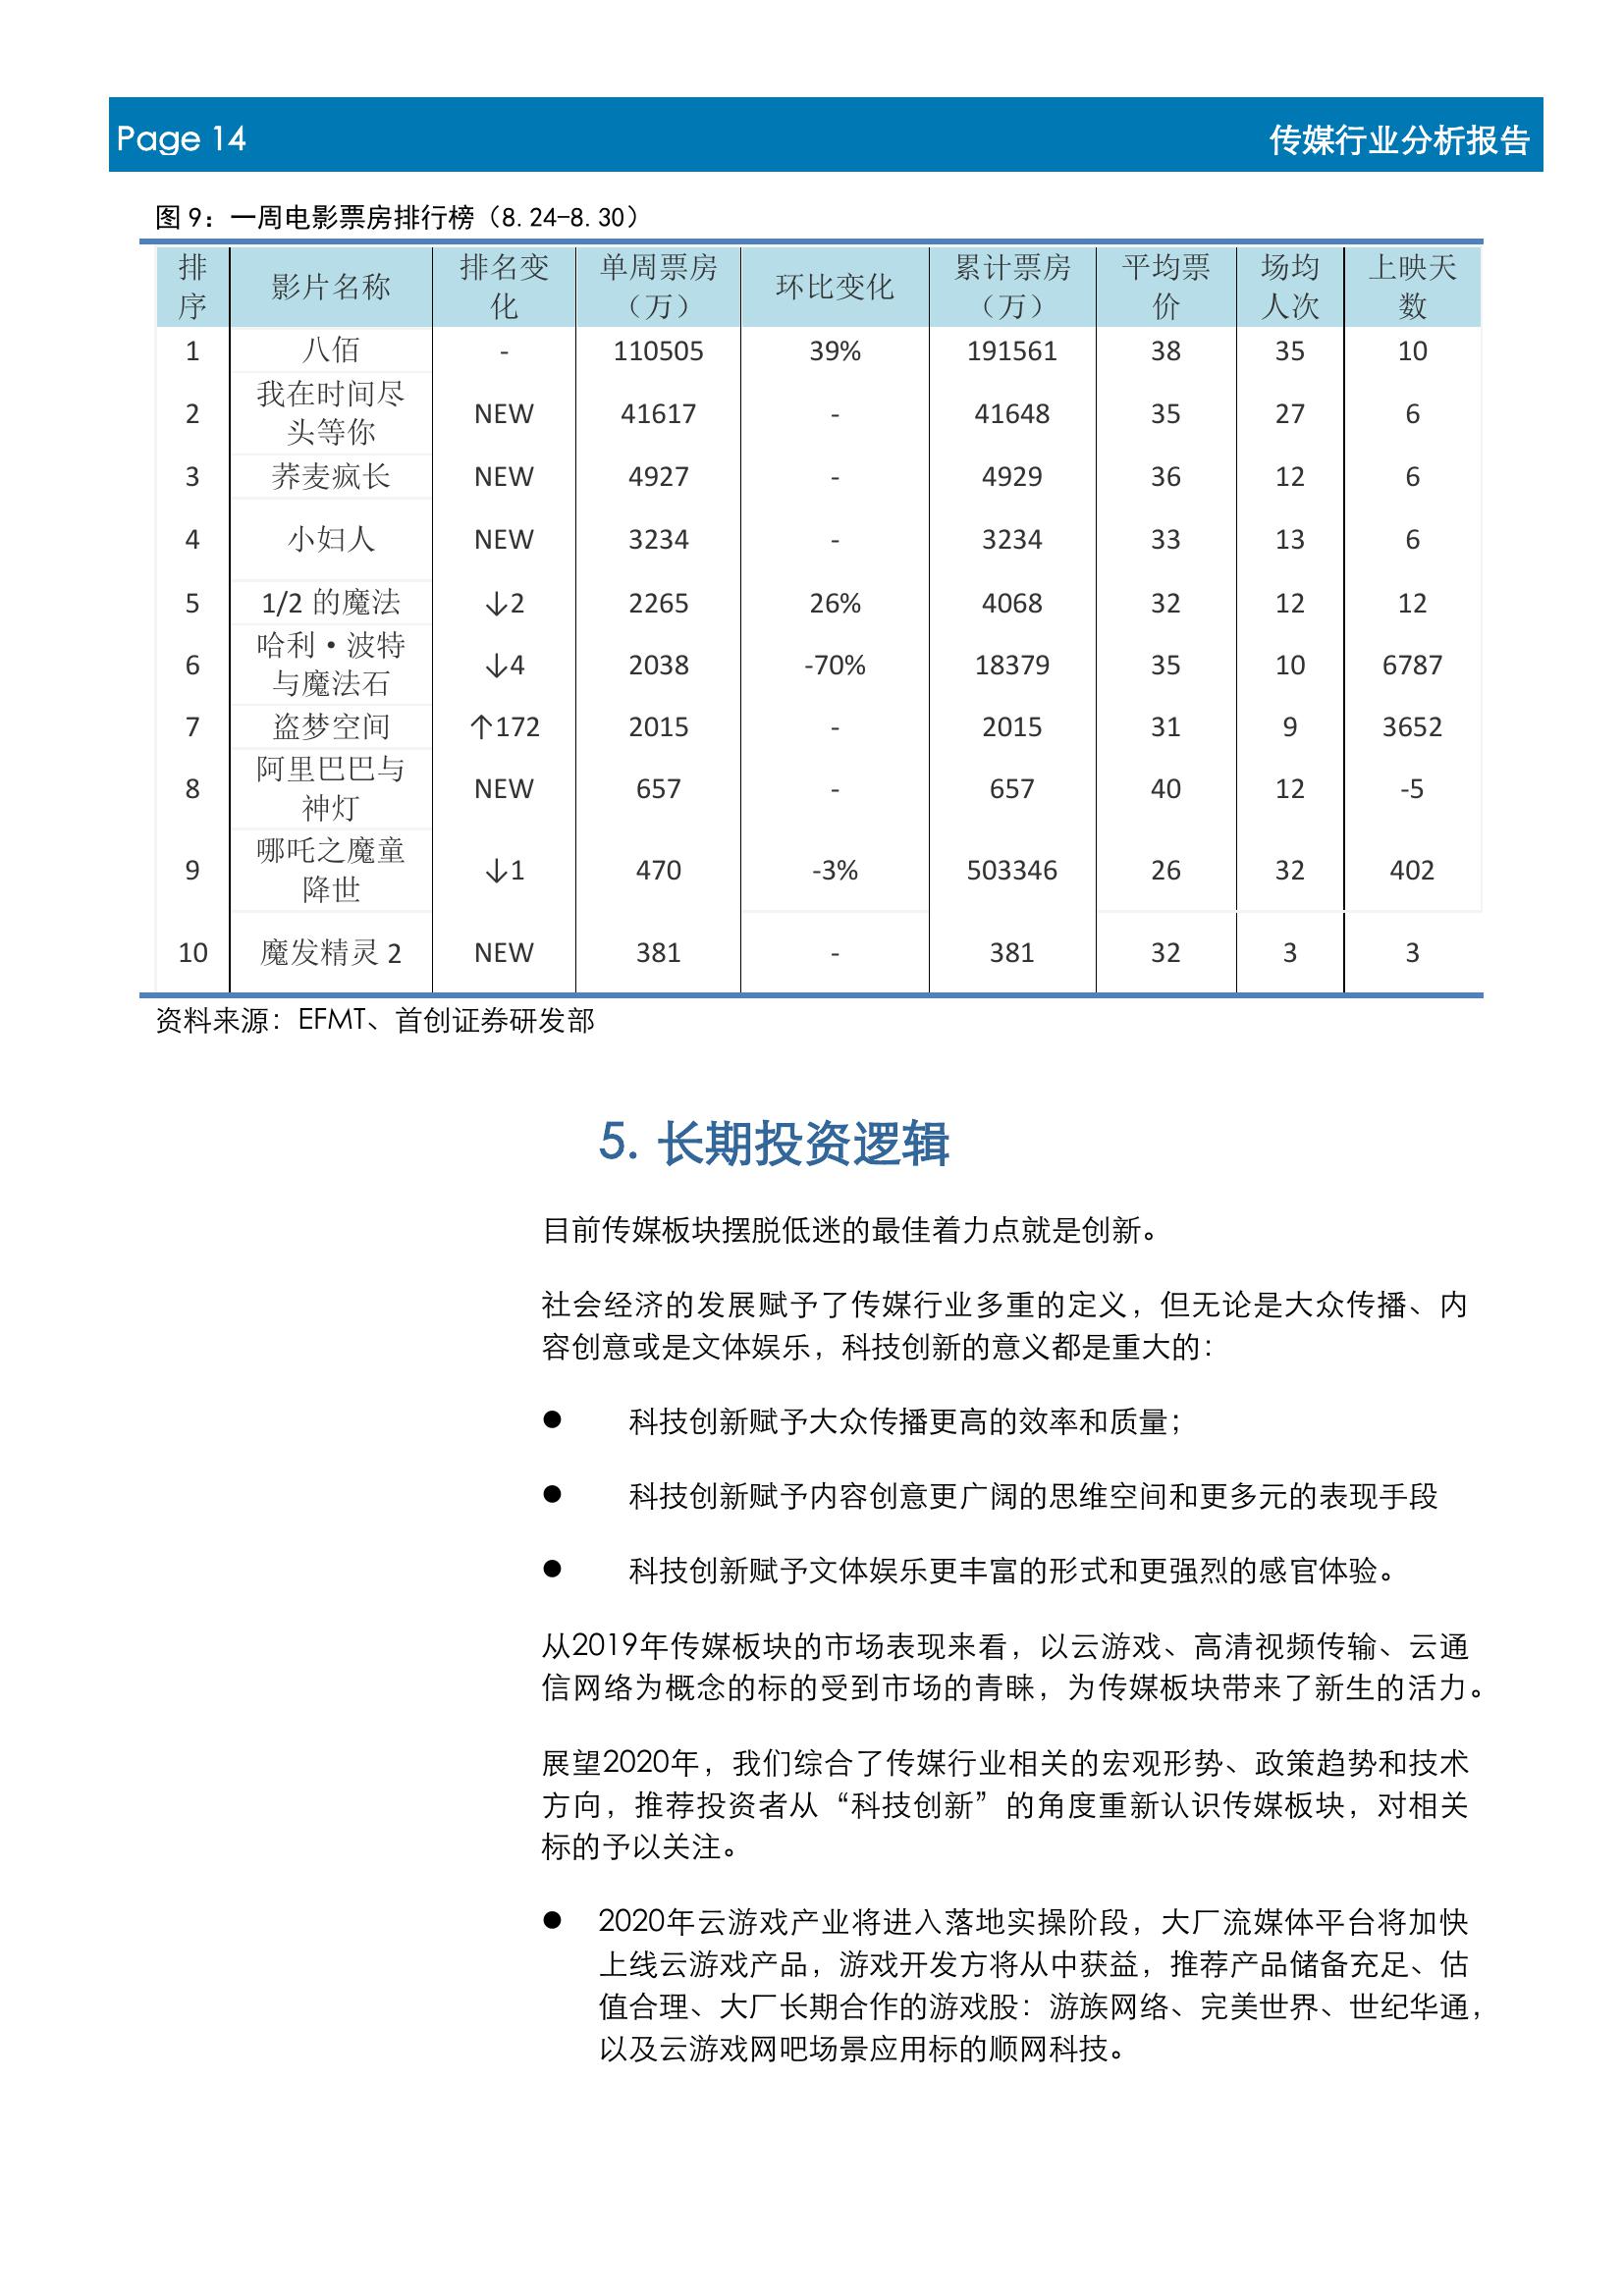 Page 14 传媒行业分析报告
图 9：一周电影票房排行榜（8.24-8.30）
排序 影片名称 排名变化 单周票房（万） 环比变化 累计票房（万） 平均票价 场均人次 上映天数
1 八佰 - 110505 39% 191561 38 35 10
2 我在时间尽头等你 NEW 41617 - 41648 35 27 6
3 荞麦疯长 NEW 4927 - 4929 36 12 6
4 小妇人 NEW 3234 - 3234 33 13 6
5 1/2 的魔法 ↓2 2265 26% 4068 32 12 12
6 哈利·波特与魔法石 ↓4 2038 -70% 18379 35 10 6787
7 盗梦空间 ↑172 2015 - 2015 31 9 3652
8 阿里巴巴与神灯 NEW 657 - 657 40 12 -5
9 哪吒之魔童降世 ↓1 470 -3% 503346 26 32 402
10 魔发精灵 2 NEW 381 - 381 32 3 3
资料来源：EFMT、首创证券研发部
5. 长期投资逻辑
目前传媒板块摆脱低迷的最佳着力点就是创新。
社会经济的发展赋予了传媒行业多重的定义，但无论是大众传播、内
容创意或是文体娱乐，科技创新的意义都是重大的：
● 科技创新赋予大众传播更高的效率和质量；
● 科技创新赋予内容创意更广阔的思维空间和更多元的表现手段
● 科技创新赋予文体娱乐更丰富的形式和更强烈的感官体验。
从2019年传媒板块的市场表现来看，以云游戏、高清视频传输、云通
信网络为概念的标的受到市场的青睐，为传媒板块带来了新生的活力。
展望2020年，我们综合了传媒行业相关的宏观形势、政策趋势和技术
方向，推荐投资者从“科技创新”的角度重新认识传媒板块，对相关
标的予以关注。
● 2020年云游戏产业将进入落地实操阶段，大厂流媒体平台将加快
上线云游戏产品，游戏开发方将从中获益，推荐产品储备充足、估
值合理、大厂长期合作的游戏股：游族网络、完美世界、世纪华通，
以及云游戏网吧场景应用标的顺网科技。